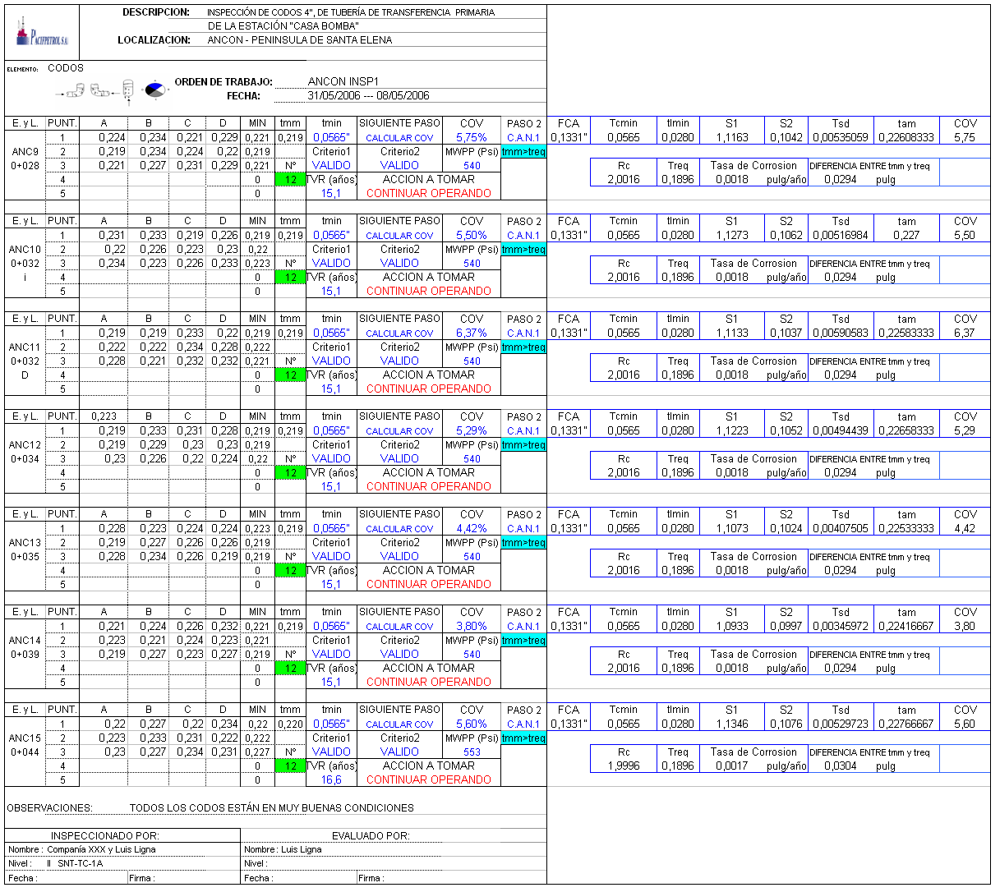 DESCRIPCION: INSPECCIÓN DE CODOS 4", DE TUBERÍA DE TRANSFERENCIA PRIMARIA
DE LA ESTACIÓN "CASA BOMBA"
PACIFPETROL S.A.
LOCALIZACION: ANCON - PENINSULA DE SANTA ELENA
ELEMENTO: CODOS
ORDEN DE TRABAJO: ANCON INSP1
FECHA: 31/05/2006 --- 08/05/2006
E. y L. PUNT. A B C D MIN tmm tmin SIGUIENTE PASO COV PASO 2 FCA Tcmin tlmin S1 S2 Tsd tam COV
1 0,224 0,234 0,221 0,229 0,221 0,219 0,0565" CALCULAR COV 5,75% C.A.N.1 0,1331" 0,0565 0,0280 1,1163 0,1042 0,00535059 0,22608333 5,75
ANC9 2 0,219 0,234 0,224 0,22 0,219 Criterio1 Criterio2 MWPP (Psi) tmm>treq
0+028 3 0,221 0,227 0,231 0,229 0,221 Nº VALIDO VALIDO 540 Rc Treq Tasa de Corrosion DIFERENCIA ENTRE tmm y treq
4 0 12 TVR (años) ACCION A TOMAR 2,0016 0,1896 0,0018 pulg/año 0,0294 pulg
5 0 15,1 CONTINUAR OPERANDO
E. y L. PUNT. A B C D MIN tmm tmin SIGUIENTE PASO COV PASO 2 FCA Tcmin tlmin S1 S2 Tsd tam COV
1 0,231 0,233 0,219 0,226 0,219 0,219 0,0565" CALCULAR COV 5,50% C.A.N.1 0,1331" 0,0565 0,0280 1,1273 0,1062 0,00516984 0,227 5,50
ANC10 2 0,22 0,226 0,223 0,23 0,22 Criterio1 Criterio2 MWPP (Psi) tmm>treq
0+032 3 0,234 0,223 0,226 0,233 0,223 Nº VALIDO VALIDO 540 Rc Treq Tasa de Corrosion DIFERENCIA ENTRE tmm y treq
i 4 0 12 TVR (años) ACCION A TOMAR 2,0016 0,1896 0,0018 pulg/año 0,0294 pulg
5 0 15,1 CONTINUAR OPERANDO
E. y L. PUNT. A B C D MIN tmm tmin SIGUIENTE PASO COV PASO 2 FCA Tcmin tlmin S1 S2 Tsd tam COV
1 0,219 0,219 0,233 0,22 0,219 0,219 0,0565" CALCULAR COV 6,37% C.A.N.1 0,1331" 0,0565 0,0280 1,1133 0,1037 0,00590583 0,22583333 6,37
ANC11 2 0,222 0,222 0,234 0,228 0,222 Criterio1 Criterio2 MWPP (Psi) tmm>treq
0+032 3 0,228 0,221 0,232 0,232 0,221 Nº VALIDO VALIDO 540 Rc Treq Tasa de Corrosion DIFERENCIA ENTRE tmm y treq
D 4 0 12 TVR (años) ACCION A TOMAR 2,0016 0,1896 0,0018 pulg/año 0,0294 pulg
5 0 15,1 CONTINUAR OPERANDO
E. y L. PUNT. 0,223 B C D MIN tmm tmin SIGUIENTE PASO COV PASO 2 FCA Tcmin tlmin S1 S2 Tsd tam COV
1 0,219 0,233 0,231 0,228 0,219 0,219 0,0565" CALCULAR COV 5,29% C.A.N.1 0,1331" 0,0565 0,0280 1,1223 0,1052 0,00494439 0,22658333 5,29
ANC12 2 0,219 0,229 0,23 0,23 0,219 Criterio1 Criterio2 MWPP (Psi) tmm>treq
0+034 3 0,23 0,226 0,22 0,224 0,22 Nº VALIDO VALIDO 540 Rc Treq Tasa de Corrosion DIFERENCIA ENTRE tmm y treq
4 0 12 TVR (años) ACCION A TOMAR 2,0016 0,1896 0,0018 pulg/año 0,0294 pulg
5 0 15,1 CONTINUAR OPERANDO
E. y L. PUNT. A B C D MIN tmm tmin SIGUIENTE PASO COV PASO 2 FCA Tcmin tlmin S1 S2 Tsd tam COV
1 0,228 0,223 0,224 0,224 0,223 0,219 0,0565" CALCULAR COV 4,42% C.A.N.1 0,1331" 0,0565 0,0280 1,1073 0,1024 0,00407505 0,22533333 4,42
ANC13 2 0,219 0,227 0,226 0,226 0,219 Criterio1 Criterio2 MWPP (Psi) tmm>treq
0+035 3 0,228 0,234 0,226 0,219 0,219 Nº VALIDO VALIDO 540 Rc Treq Tasa de Corrosion DIFERENCIA ENTRE tmm y treq
4 0 12 TVR (años) ACCION A TOMAR 2,0016 0,1896 0,0018 pulg/año 0,0294 pulg
5 0 15,1 CONTINUAR OPERANDO
E. y L. PUNT. A B C D MIN tmm tmin SIGUIENTE PASO COV PASO 2 FCA Tcmin tlmin S1 S2 Tsd tam COV
1 0,221 0,224 0,226 0,232 0,221 0,219 0,0565" CALCULAR COV 3,80% C.A.N.1 0,1331" 0,0565 0,0280 1,0933 0,0997 0,00345972 0,22416667 3,80
ANC14 2 0,223 0,221 0,224 0,223 0,221 Criterio1 Criterio2 MWPP (Psi) tmm>treq
0+039 3 0,219 0,227 0,223 0,227 0,219 Nº VALIDO VALIDO 540 Rc Treq Tasa de Corrosion DIFERENCIA ENTRE tmm y treq
4 0 12 TVR (años) ACCION A TOMAR 2,0016 0,1896 0,0018 pulg/año 0,0294 pulg
5 0 15,1 CONTINUAR OPERANDO
E. y L. PUNT. A B C D MIN tmm tmin SIGUIENTE PASO COV PASO 2 FCA Tcmin tlmin S1 S2 Tsd tam COV
1 0,22 0,227 0,22 0,234 0,22 0,220 0,0565" CALCULAR COV 5,60% C.A.N.1 0,1331" 0,0565 0,0280 1,1346 0,1076 0,00529723 0,22766667 5,60
ANC15 2 0,223 0,233 0,231 0,222 0,222 Criterio1 Criterio2 MWPP (Psi) tmm>treq
0+044 3 0,23 0,227 0,234 0,231 0,227 Nº VALIDO VALIDO 553 Rc Treq Tasa de Corrosion DIFERENCIA ENTRE tmm y treq
4 0 12 TVR (años) ACCION A TOMAR 1,9996 0,1896 0,0017 pulg/año 0,0304 pulg
5 0 16,6 CONTINUAR OPERANDO
OBSERVACIONES: TODOS LOS CODOS ESTÁN EN MUY BUENAS CONDICIONES
INSPECCIONADO POR: EVALUADO POR:
Nombre : Compania XXX y Luis Ligna Nombre : Luis Ligna
Nivel : II SNT-TC-1A Nivel :
Fecha : Firma : Fecha : Firma :